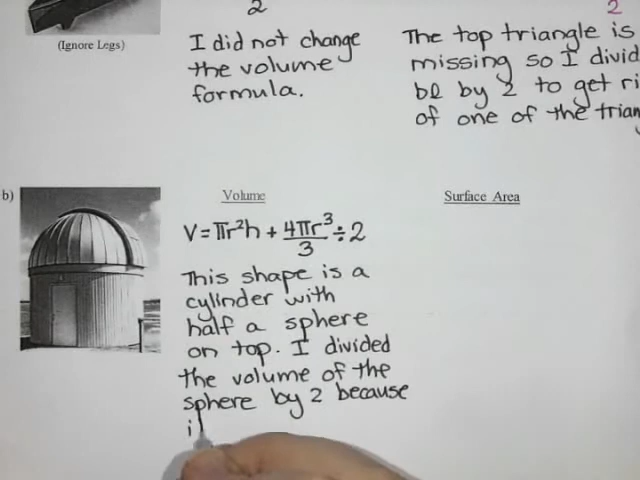 2
2
(Ignore Legs)
I did not change
the volume
formula.
The top triangle is
missing so I divid
be by 2 to get ri
of one of the trian
b)
Volume
Surface Area
V = πr²h + 4πr³/3 ÷ 2
This shape is a
cylinder with
half a sphere
on top. I divided
the volume of the
sphere by 2 because
i